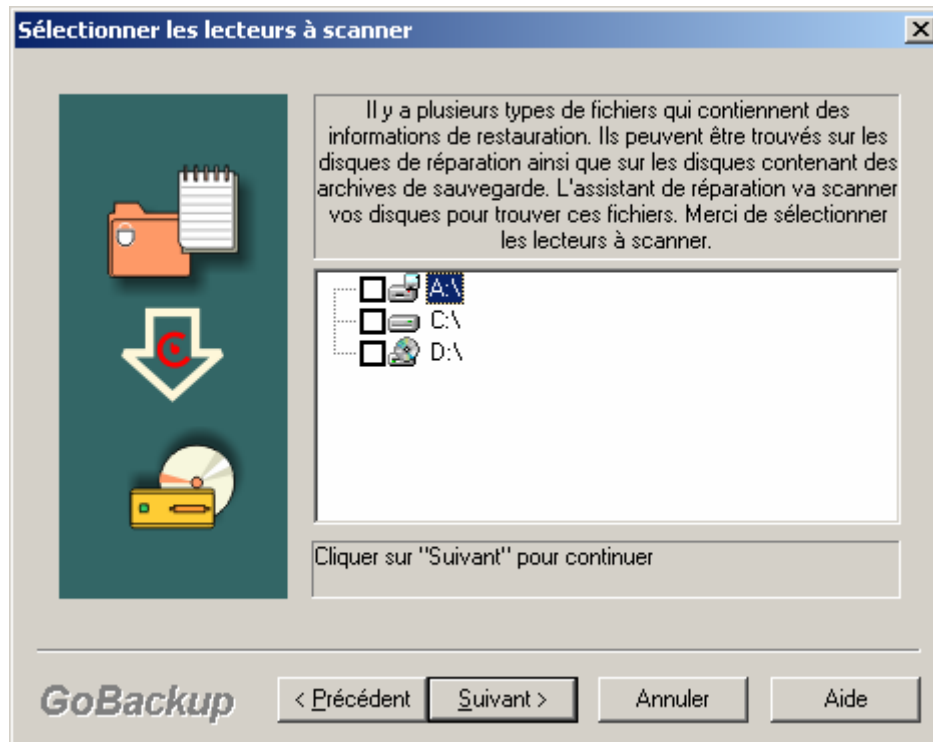 Sélectionner les lecteurs à scanner
Il y a plusieurs types de fichiers qui contiennent des
informations de restauration. Ils peuvent être trouvés sur les
disques de réparation ainsi que sur les disques contenant des
archives de sauvegarde. L'assistant de réparation va scanner
vos disques pour trouver ces fichiers. Merci de sélectionner
les lecteurs à scanner.
A:\
C:\
D:\
Cliquer sur "Suivant" pour continuer
GoBackup
< Précédent
Suivant >
Annuler
Aide